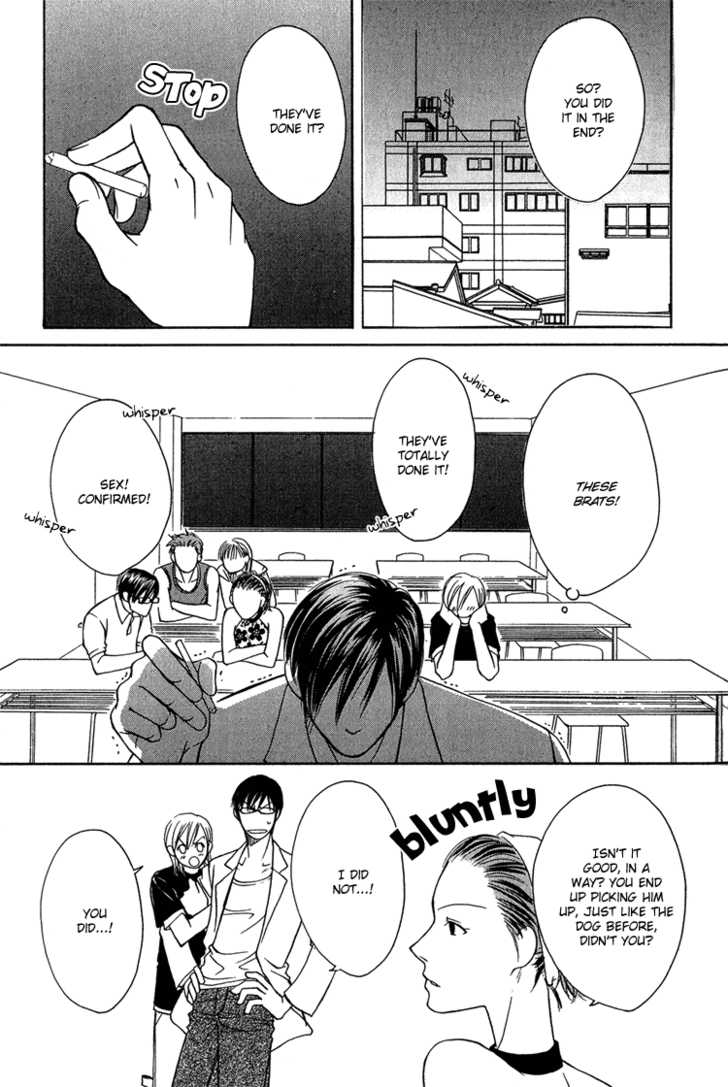 SO?
YOU DID
IT IN THE
END?
THEY'VE
DONE IT?
STOP
THESE
BRATS!
whisper
THEY'VE
TOTALLY
DONE IT!
whisper
whisper
SEX!
CONFIRMED!
whisper
ISN'T IT
GOOD, IN A
WAY? YOU END
UP PICKING HIM
UP, JUST LIKE THE
DOG BEFORE,
DIDN'T YOU?
bluntly
I DID
NOT...!
YOU
DID...!